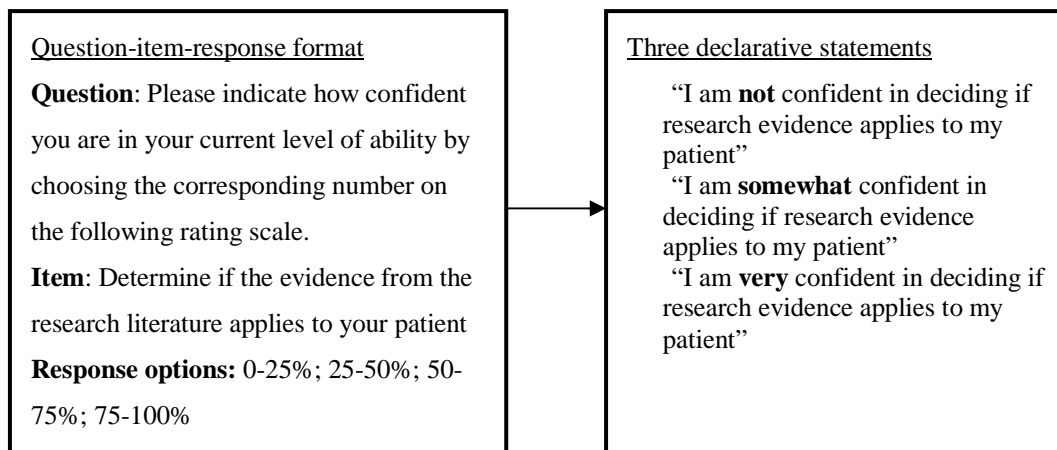 Question-item-response format
Question: Please indicate how confident
you are in your current level of ability by
choosing the corresponding number on
the following rating scale.
Item: Determine if the evidence from the
research literature applies to your patient
Response options: 0-25%; 25-50%; 50-
75%; 75-100%
Three declarative statements
“I am not confident in deciding if
research evidence applies to my
patient”
“I am somewhat confident in
deciding if research evidence
applies to my patient”
“I am very confident in deciding if
research evidence applies to my
patient”